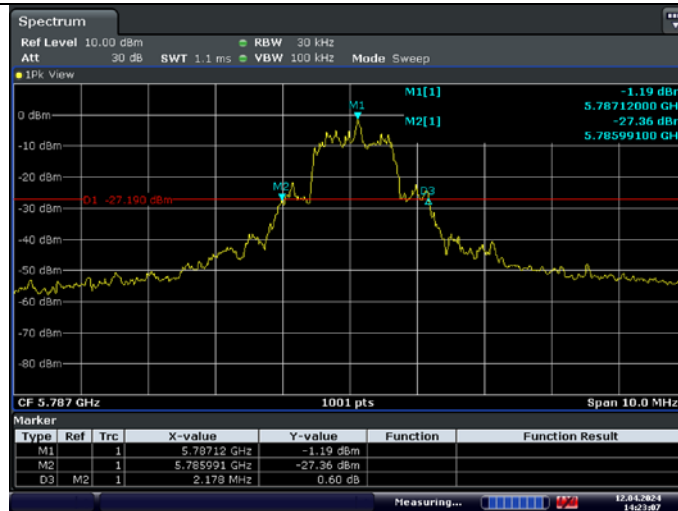 Spectrum
Ref Level 10.00 dBm RBW 30 kHz
Att 30 dB SWT 1.1 ms VBW 100 kHz Mode Sweep
1Pk View
M1[1] -1.19 dBm
5.78712000 GH
M2[1] -27.36 dBm
5.78599100 GH
M1
0 dBm
-10 dBm
-20 dBm
M2
D3
D1 -27.190 dBm
-30 dBm
-40 dBm
-50 dBm
-60 dBm
-70 dBm
-80 dBm
CF 5.787 GHz 1001 pts Span 10.0 MHz
Marker
Type Ref Trc X-value Y-value Function Function Result
M1 1 5.78712 GHz -1.19 dBm
M2 1 5.785991 GHz -27.36 dBm
D3 M2 1 2.178 MHz 0.60 dB
Measuring... 12.04.2024
14:23:07